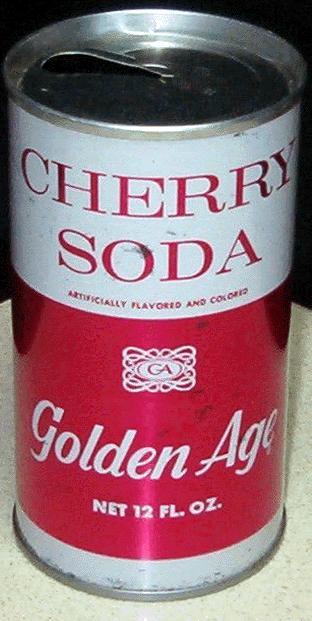 CHERRY
SODA
ARTIFICIALLY FLAVORED AND COLORED
GA
Golden Age
NET 12 FL. OZ.